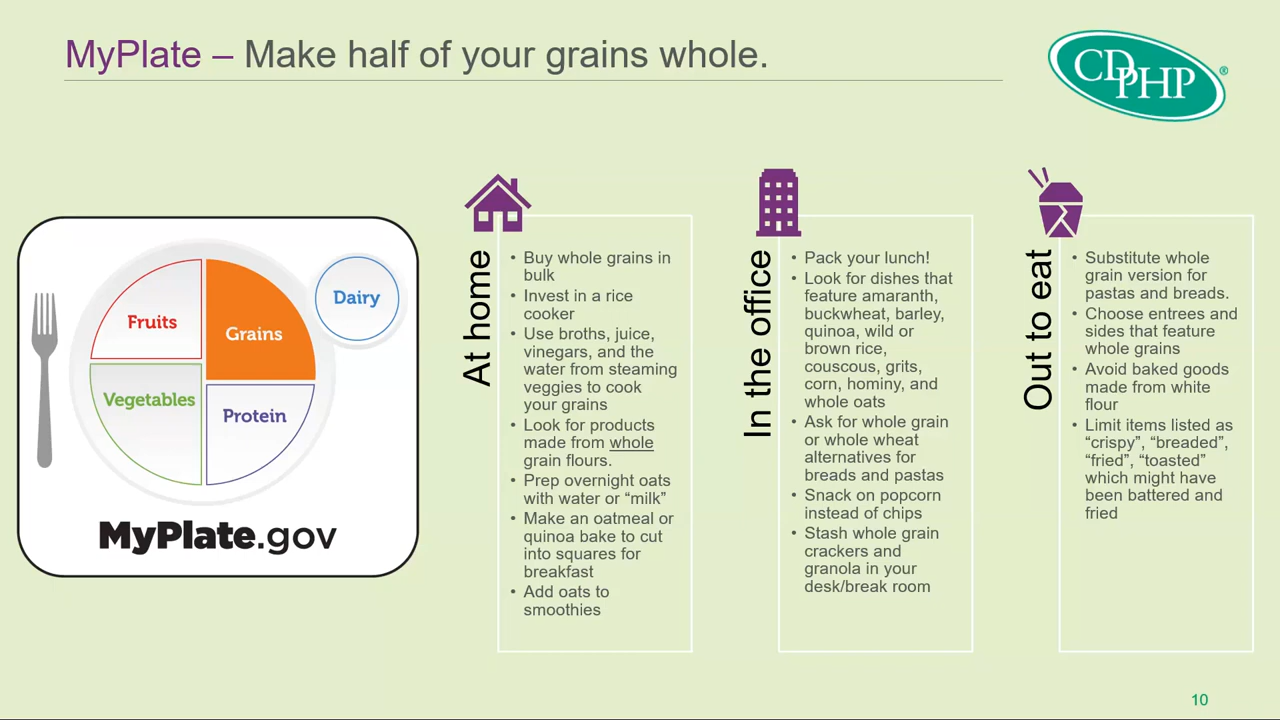 MyPlate – Make half of your grains whole.
CDPHP®
Fruits
Grains
Dairy
Vegetables
Protein
MyPlate.gov
At home
• Buy whole grains in
bulk
• Invest in a rice
cooker
• Use broths, juice,
vinegars, and the
water from steaming
veggies to cook
your grains
• Look for products
made from whole
grain flours.
• Prep overnight oats
with water or “milk”
• Make an oatmeal or
quinoa bake to cut
into squares for
breakfast
• Add oats to
smoothies
In the office
• Pack your lunch!
• Look for dishes that
feature amaranth,
buckwheat, barley,
quinoa, wild or
brown rice,
couscous, grits,
corn, hominy, and
whole oats
• Ask for whole grain
or whole wheat
alternatives for
breads and pastas
• Snack on popcorn
instead of chips
• Stash whole grain
crackers and
granola in your
desk/break room
Out to eat
• Substitute whole
grain version for
pastas and breads.
• Choose entrees and
sides that feature
whole grains
• Avoid baked goods
made from white
flour
• Limit items listed as
“crispy”, “breaded”,
“fried”, “toasted”
which might have
been battered and
fried
10